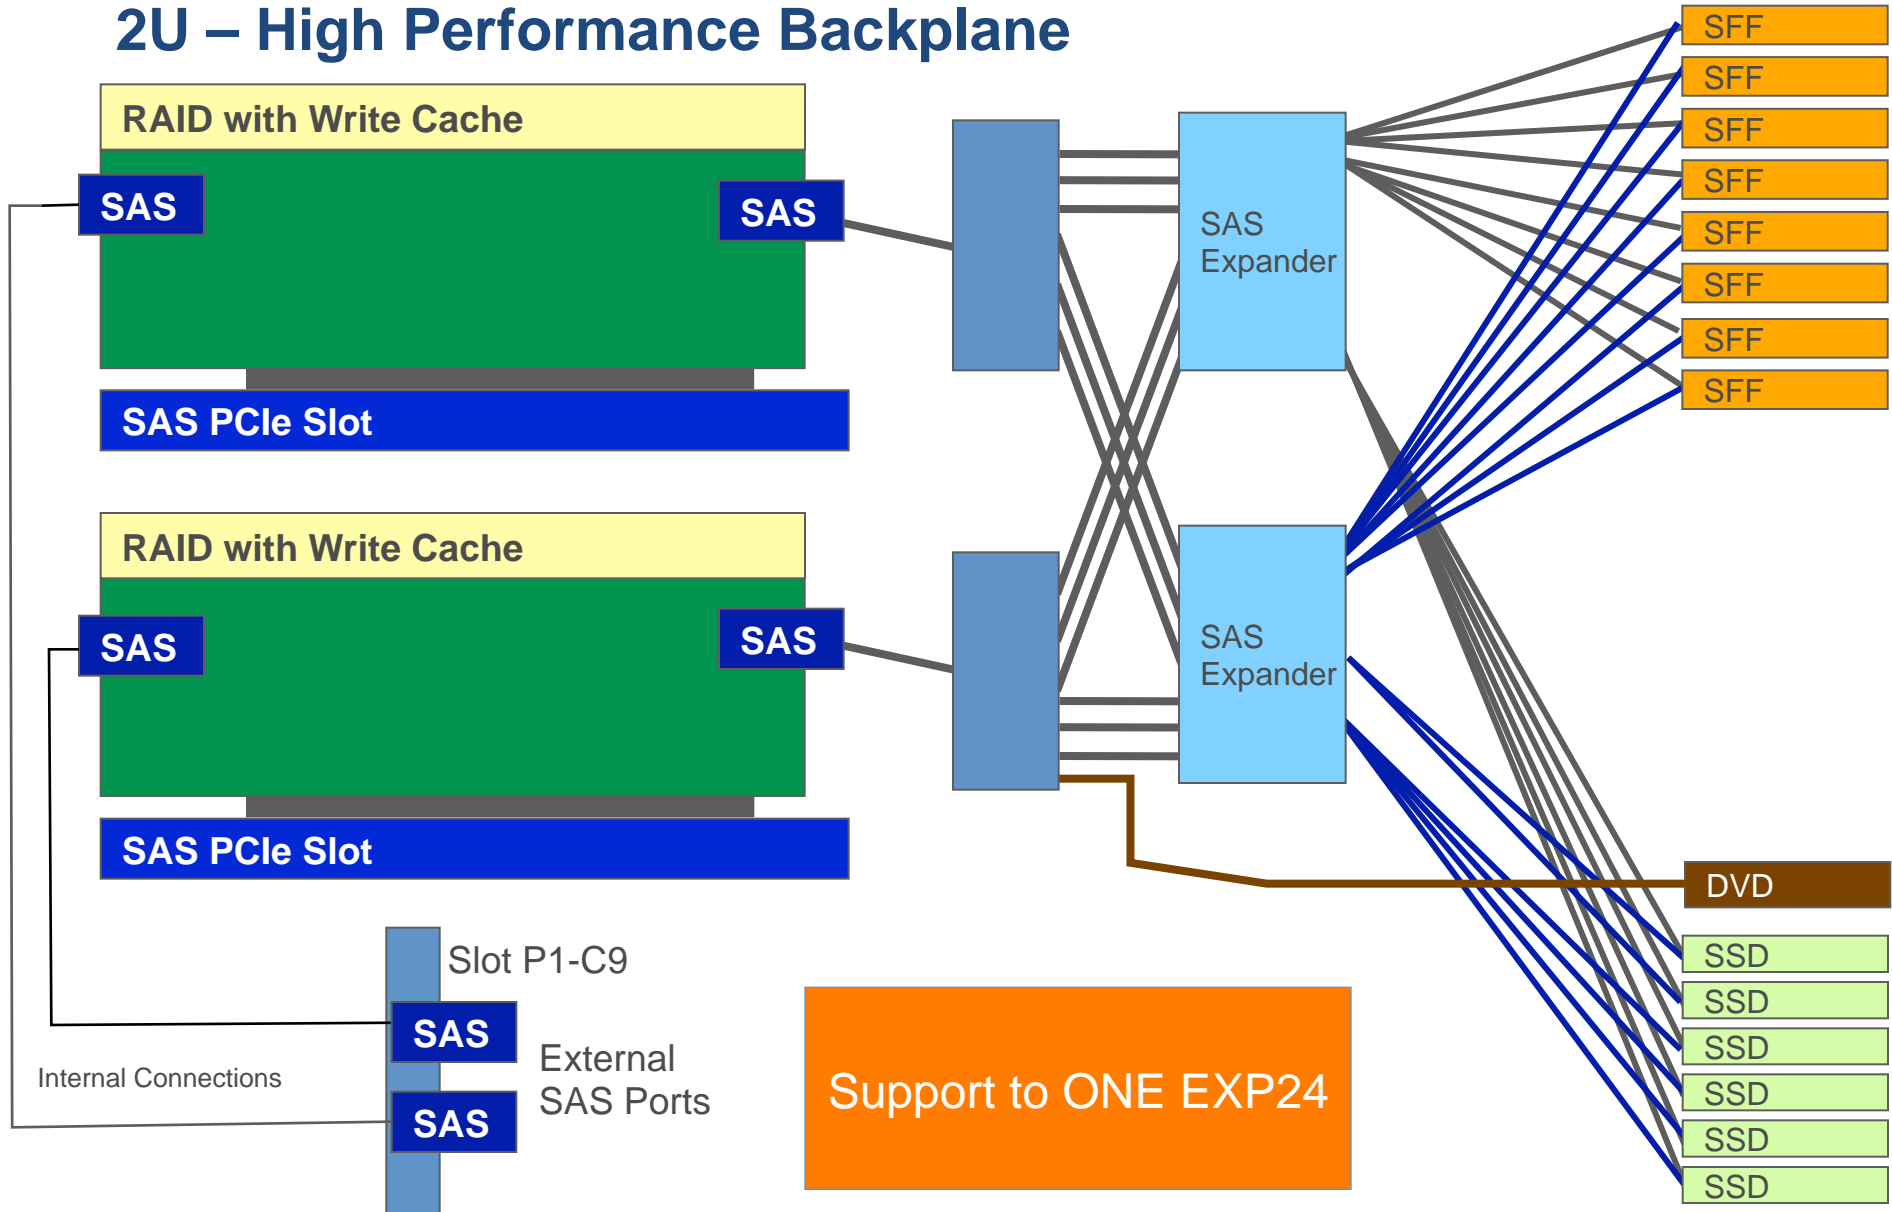 2U – High Performance Backplane
RAID with Write Cache
SAS
SAS
SAS PCIe Slot
RAID with Write Cache
SAS
SAS
SAS PCIe Slot
SAS
Expander
SAS
Expander
SFF
SFF
SFF
SFF
SFF
SFF
SFF
SFF
DVD
SSD
SSD
SSD
SSD
SSD
SSD
Slot P1-C9
SAS
SAS
External
SAS Ports
Internal Connections
Support to ONE EXP24